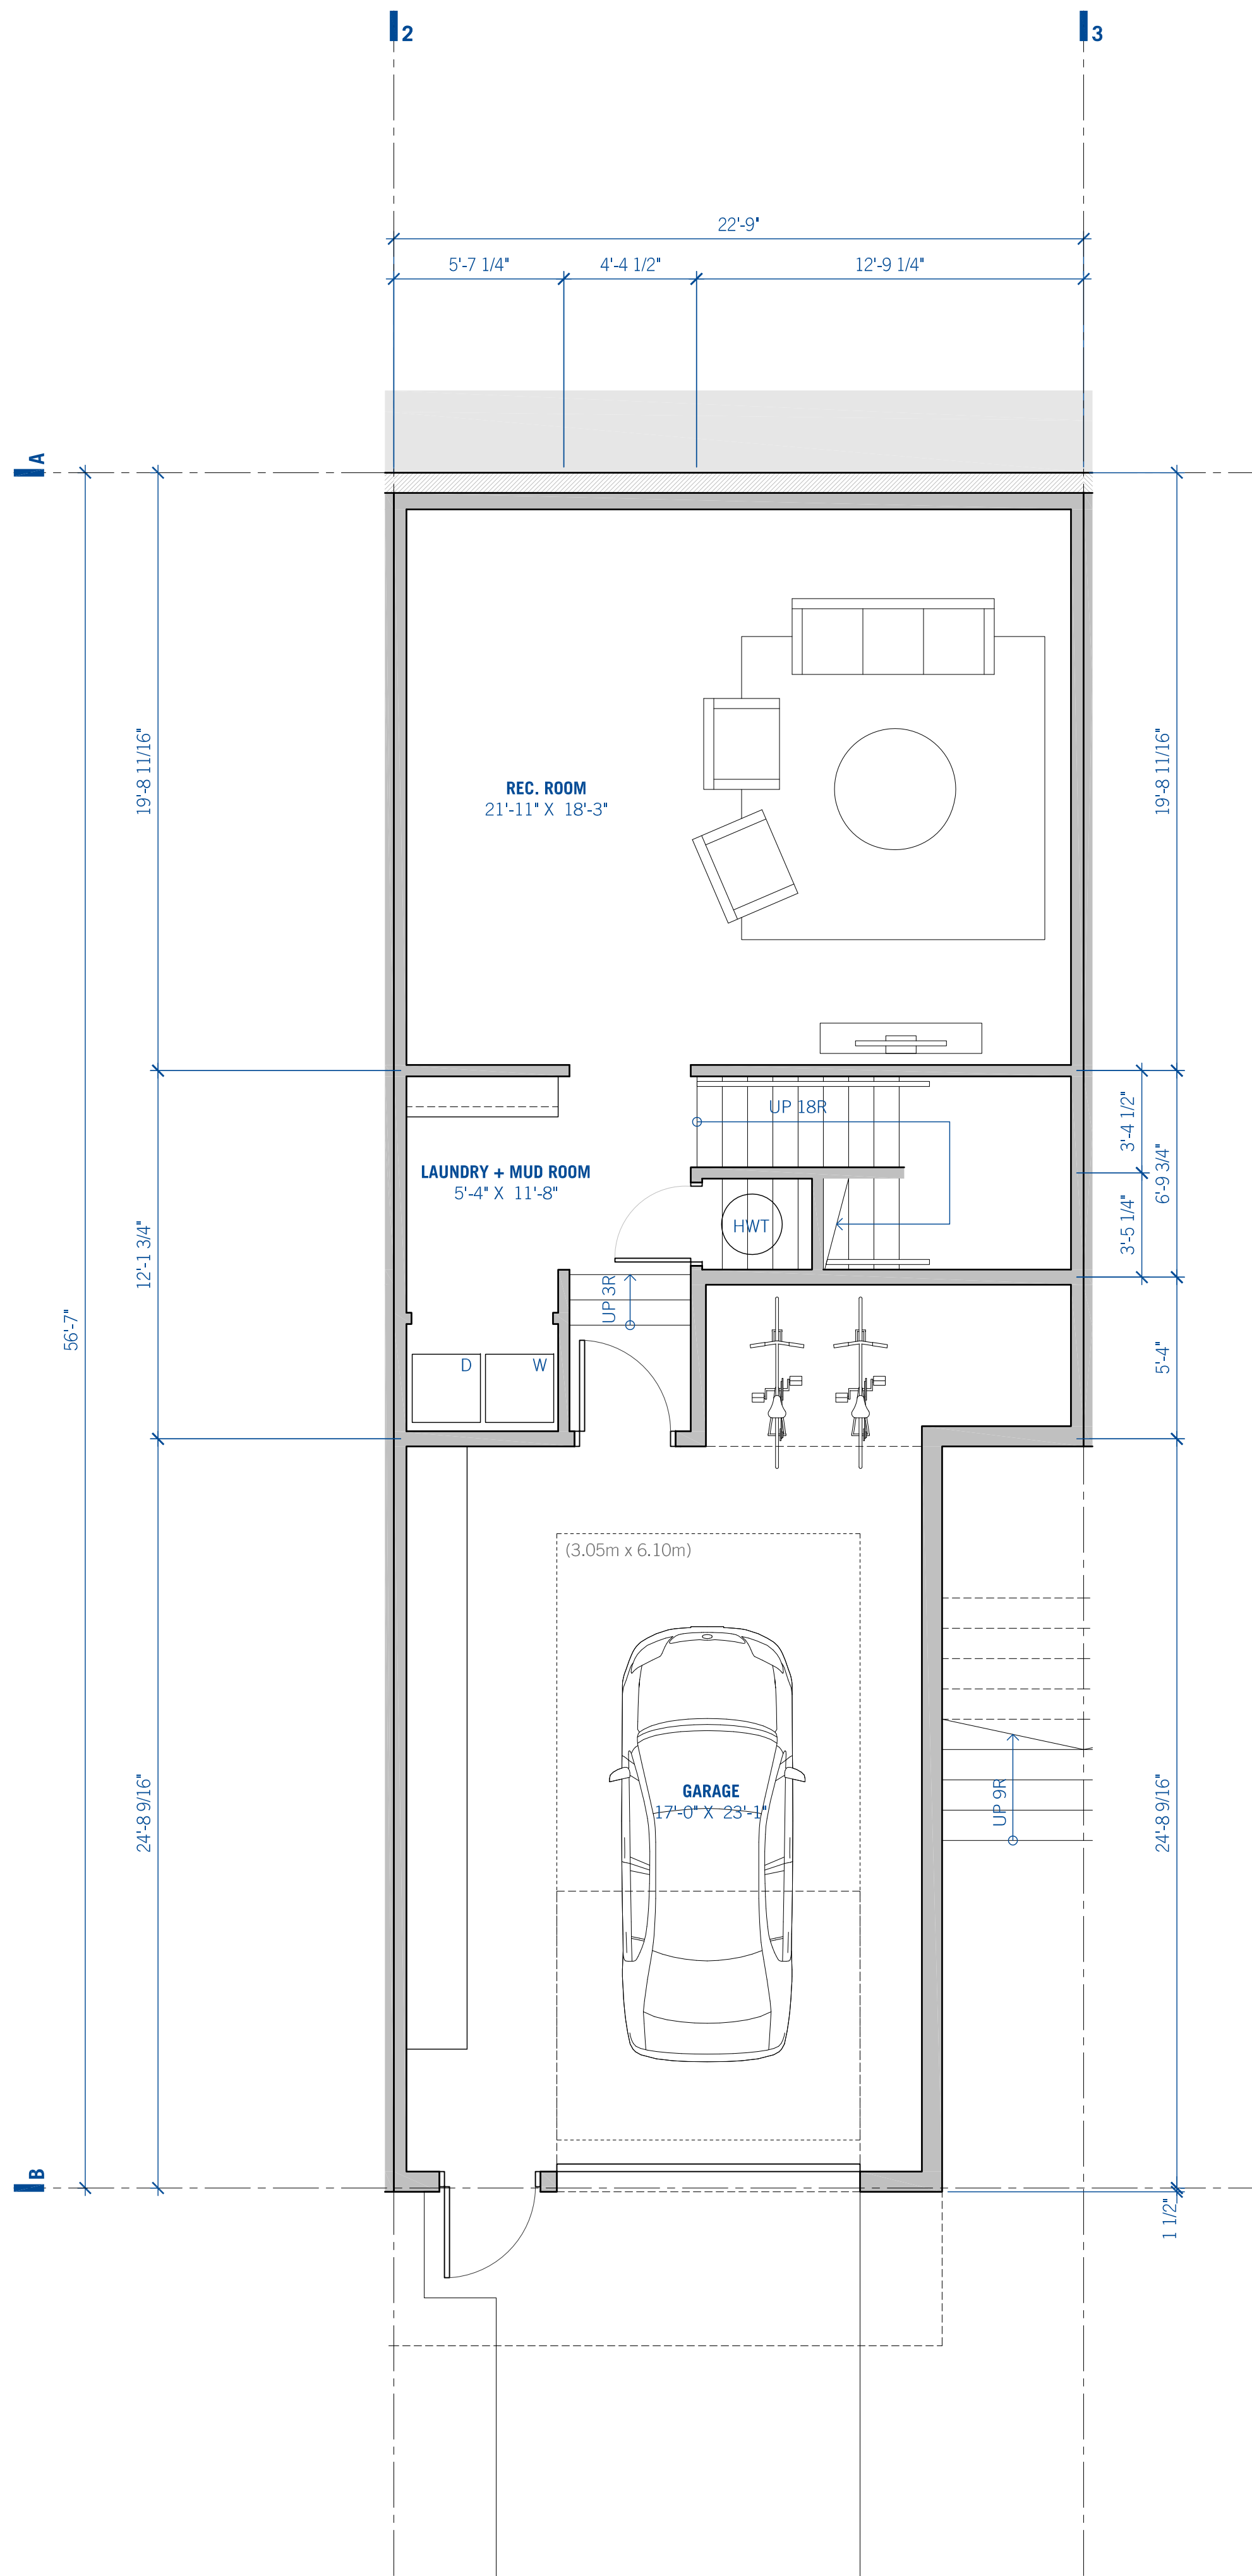 2
3
22'-9"
5'-7 1/4"
4'-4 1/2"
12'-9 1/4"
A
19'-8 11/16"
19'-8 11/16"
REC. ROOM
21'-11" X 18'-3"
UP 18R
3'-4 1/2"
LAUNDRY + MUD ROOM
5'-4" X 11'-8"
6'-9 3/4"
HWT
3'-5 1/4"
12'-1 3/4"
UP 3R
56'-7"
D
W
5'-4"
(3.05m x 6.10m)
GARAGE
17'-0" X 23'-1"
UP 9R
24'-8 9/16"
24'-8 9/16"
B
1 1/2"